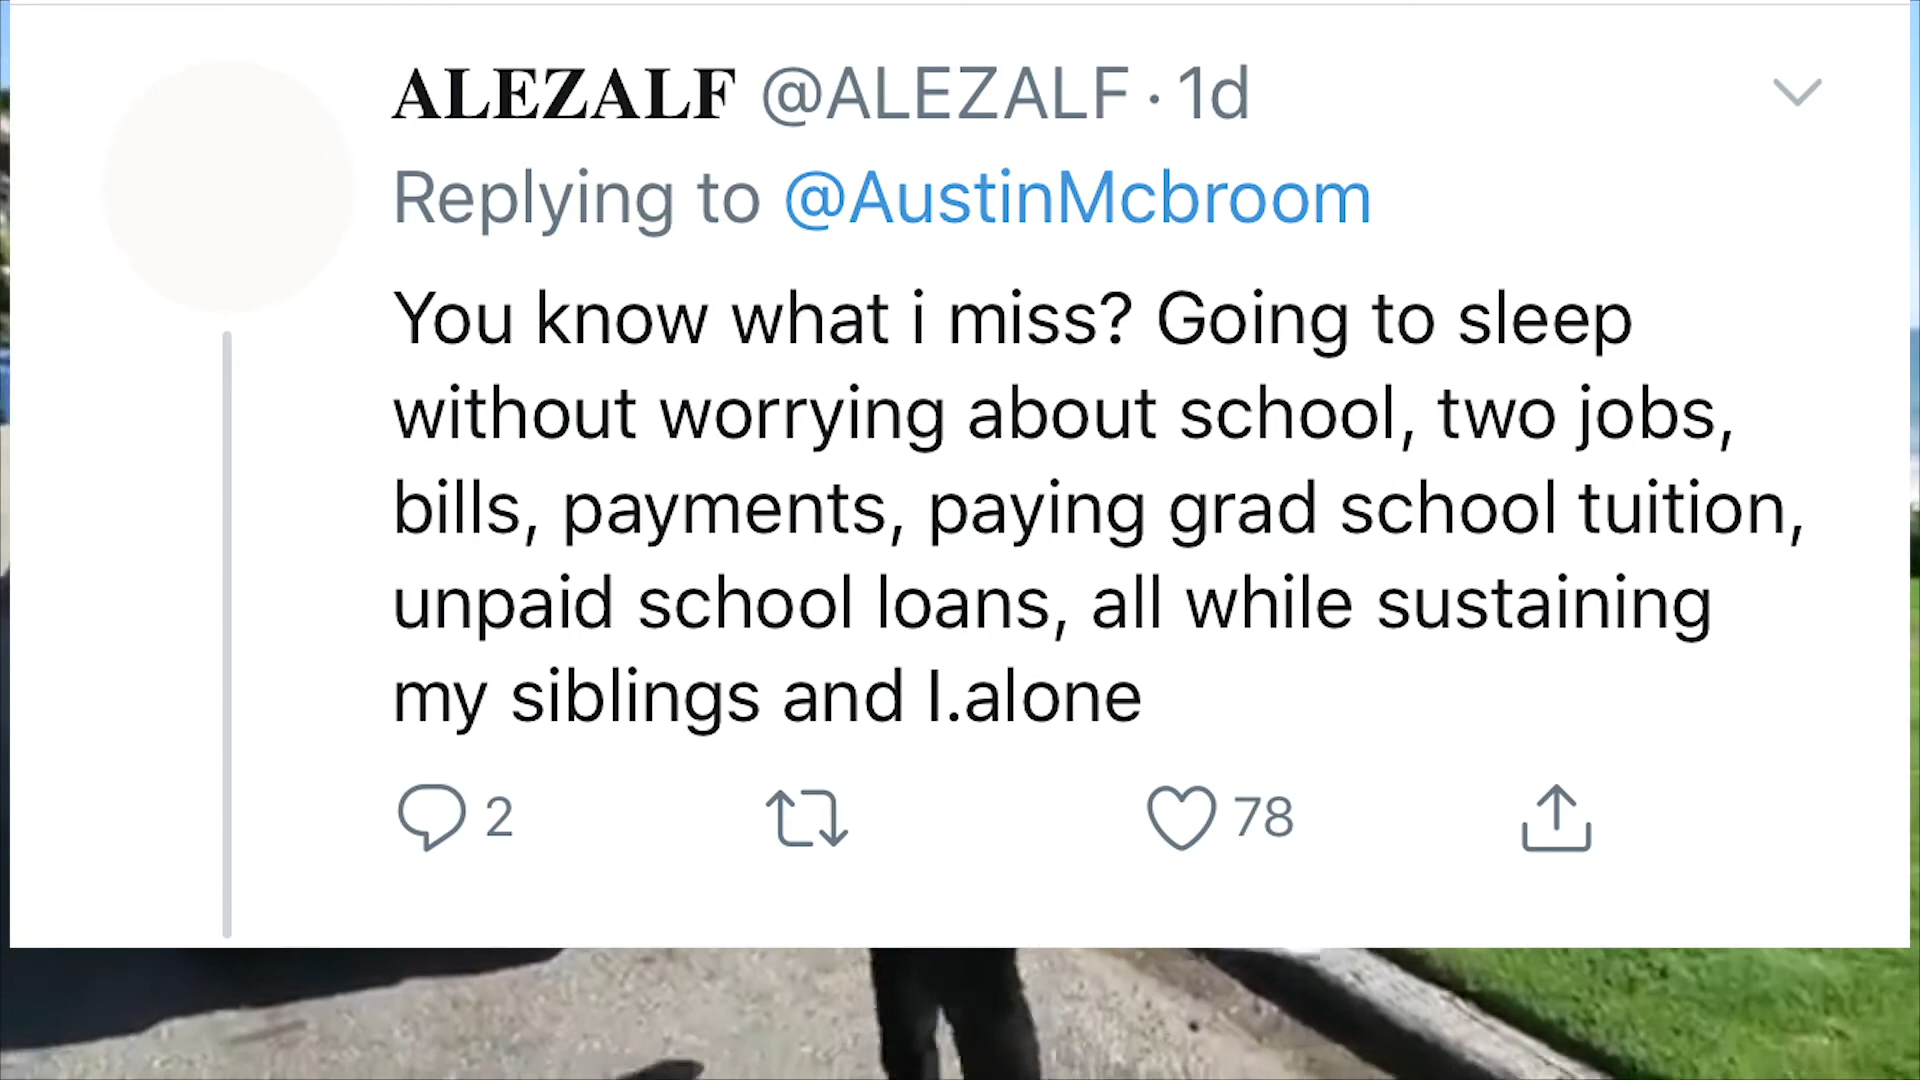 ALEZALF @ALEZALF · 1d
Replying to @AustinMcbroom
You know what i miss? Going to sleep
without worrying about school, two jobs,
bills, payments, paying grad school tuition,
unpaid school loans, all while sustaining
my siblings and I.alone
2 78